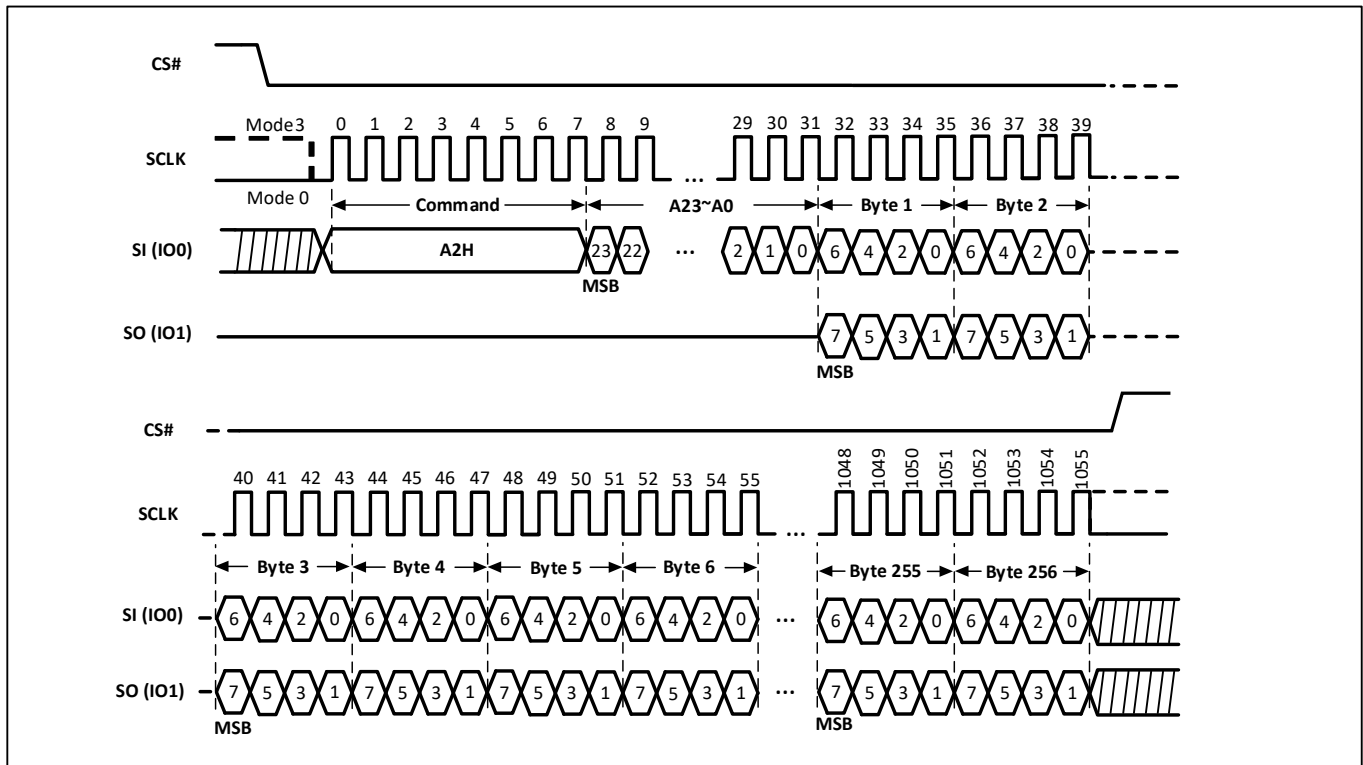 CS#
Mode3 0 1 2 3 4 5 6 7 8 9 29 30 31 32 33 34 35 36 37 38 39
SCLK ...
Mode 0 Command A23~A0 Byte 1 Byte 2
SI (IO0) A2H 23 22 ... 2 1 0 6 4 2 0 6 4 2 0
MSB
SO (IO1) 7 5 3 1 7 5 3 1
MSB
CS#
40 41 42 43 44 45 46 47 48 49 50 51 52 53 54 55 1048 1049 1050 1051 1052 1053 1054 1055
SCLK ...
Byte 3 Byte 4 Byte 5 Byte 6 Byte 255 Byte 256
SI (IO0) 6 4 2 0 6 4 2 0 6 4 2 0 6 4 2 0 ... 6 4 2 0 6 4 2 0
SO (IO1) 7 5 3 1 7 5 3 1 7 5 3 1 7 5 3 1 ... 7 5 3 1 7 5 3 1
MSB MSB